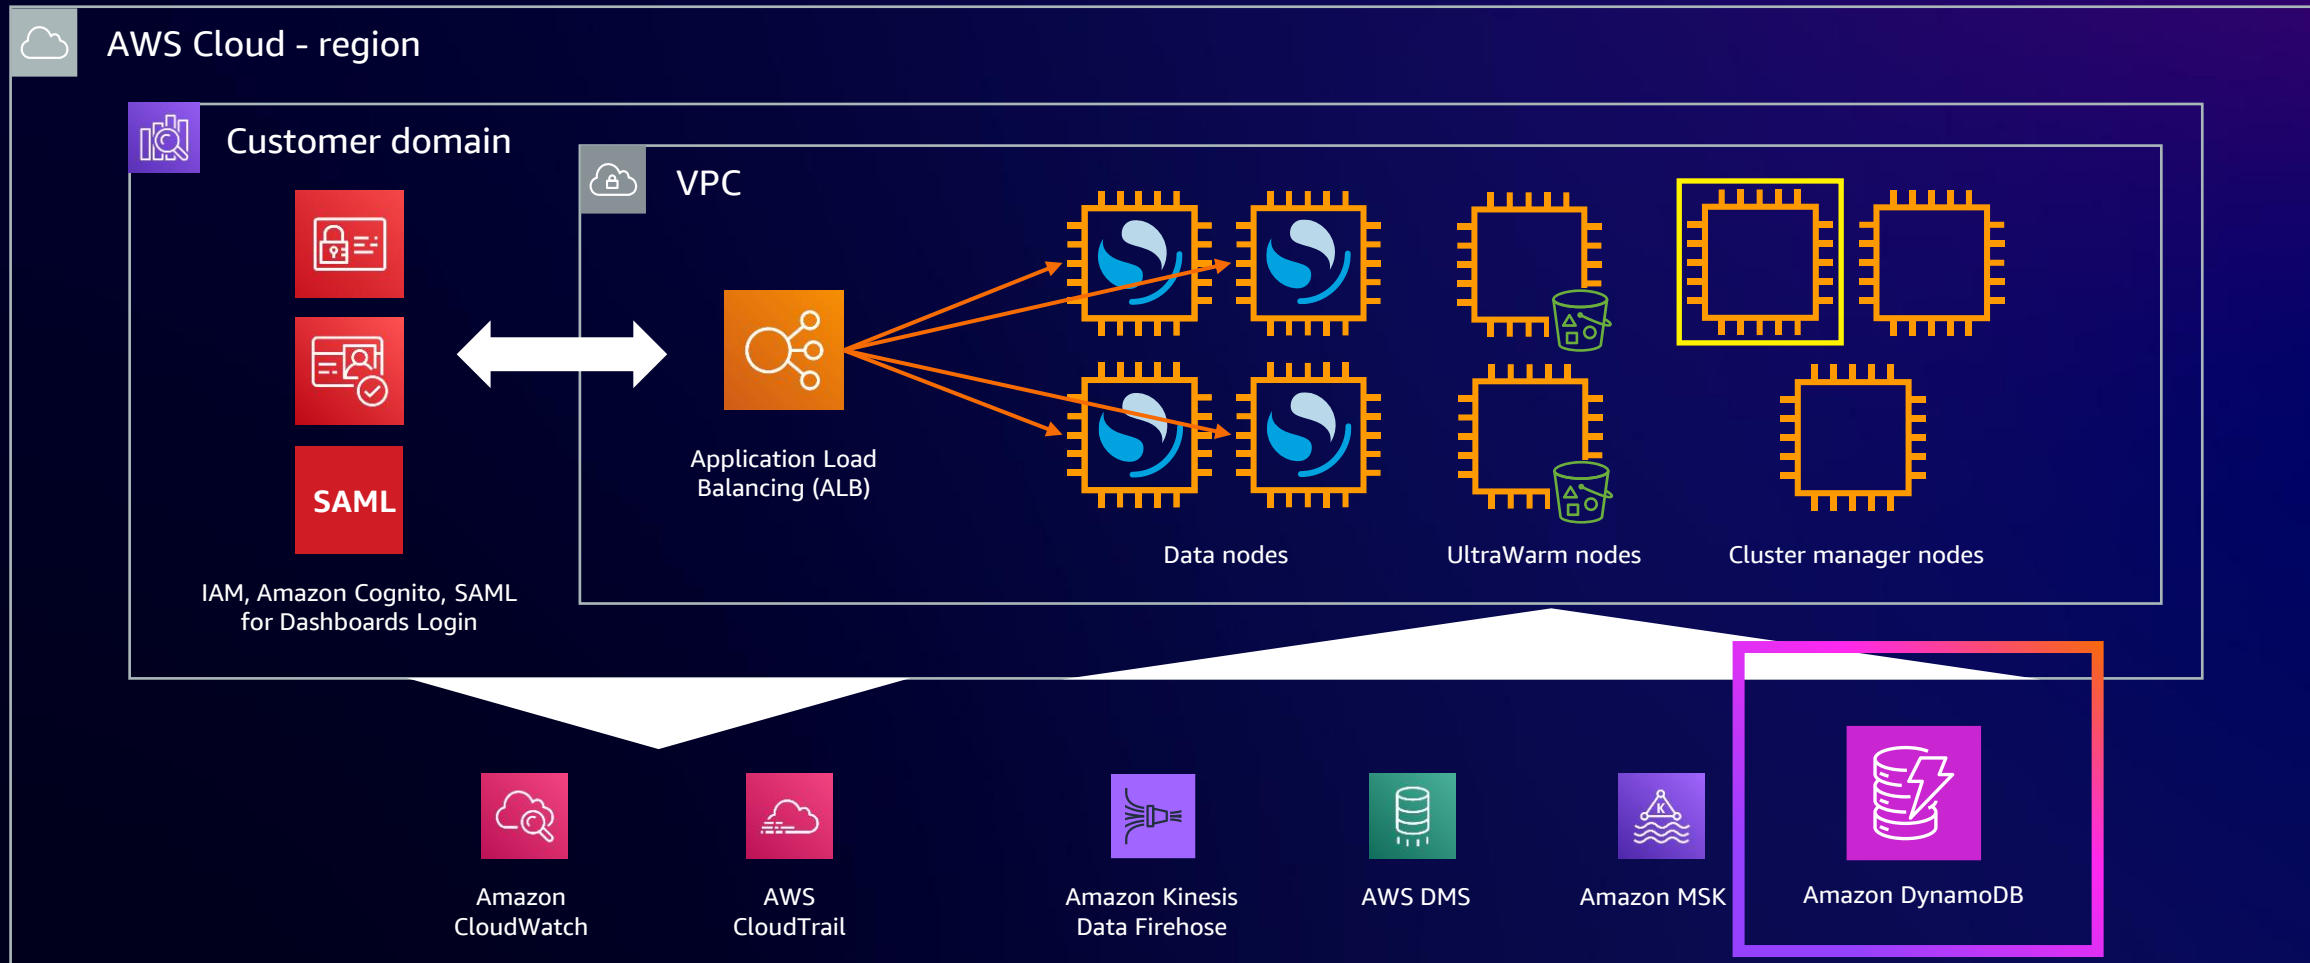 AWS Cloud - region
Customer domain
VPC
SAML
IAM, Amazon Cognito, SAML
for Dashboards Login
Application Load
Balancing (ALB)
Data nodes
UltraWarm nodes
Cluster manager nodes
Amazon
CloudWatch
AWS
CloudTrail
Amazon Kinesis
Data Firehose
AWS DMS
K
Amazon MSK
Amazon DynamoDB